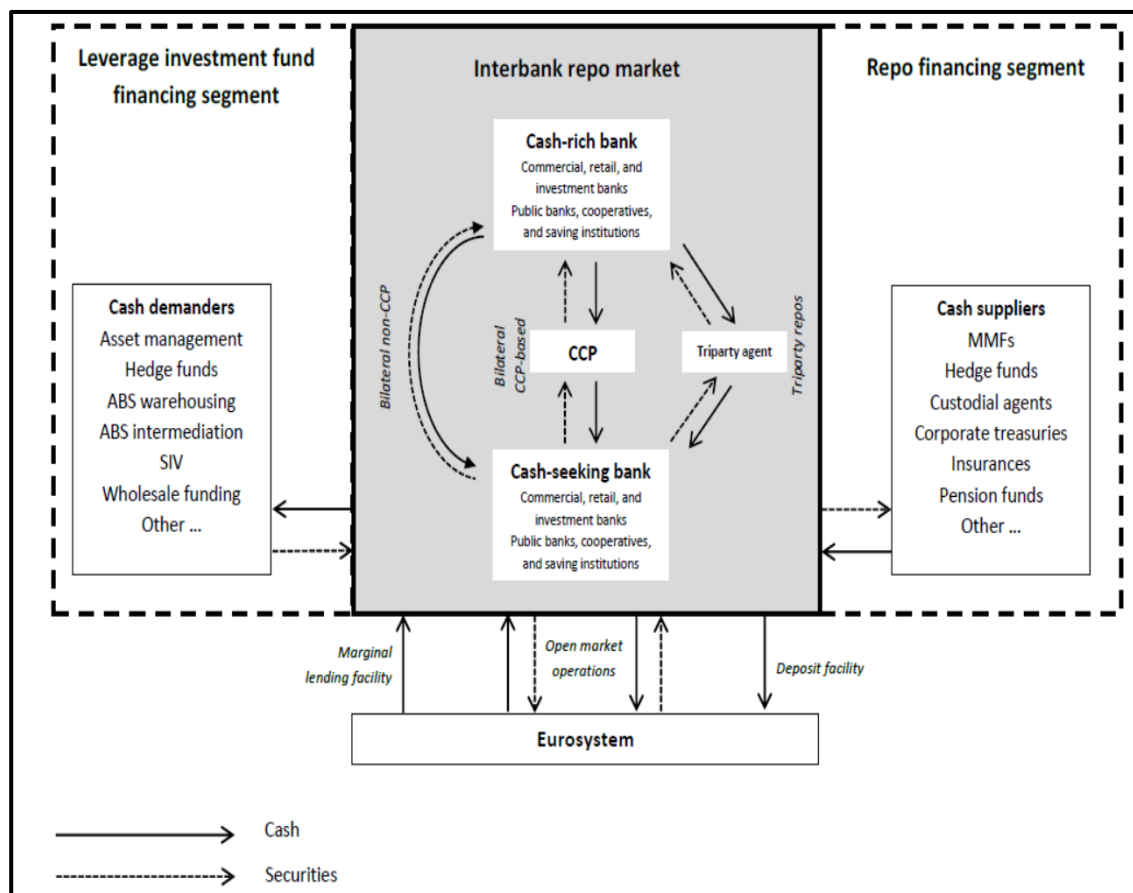 Leverage investment fund
financing segment
Interbank repo market
Repo financing segment
Cash-rich bank
Commercial, retail, and
investment banks
Public banks, cooperatives,
and saving institutions
Bilateral non-CCP
Bilateral
CCP-based
CCP
Triparty agent
Triparty repos
Cash demanders
Asset management
Hedge funds
ABS warehousing
ABS intermediation
SIV
Wholesale funding
Other ...
Cash-seeking bank
Commercial, retail, and
investment banks
Public banks, cooperatives,
and saving institutions
Cash suppliers
MMFs
Hedge funds
Custodial agents
Corporate treasuries
Insurances
Pension funds
Other ...
Marginal
lending facility
Open market
operations
Deposit facility
Eurosystem
Cash
Securities